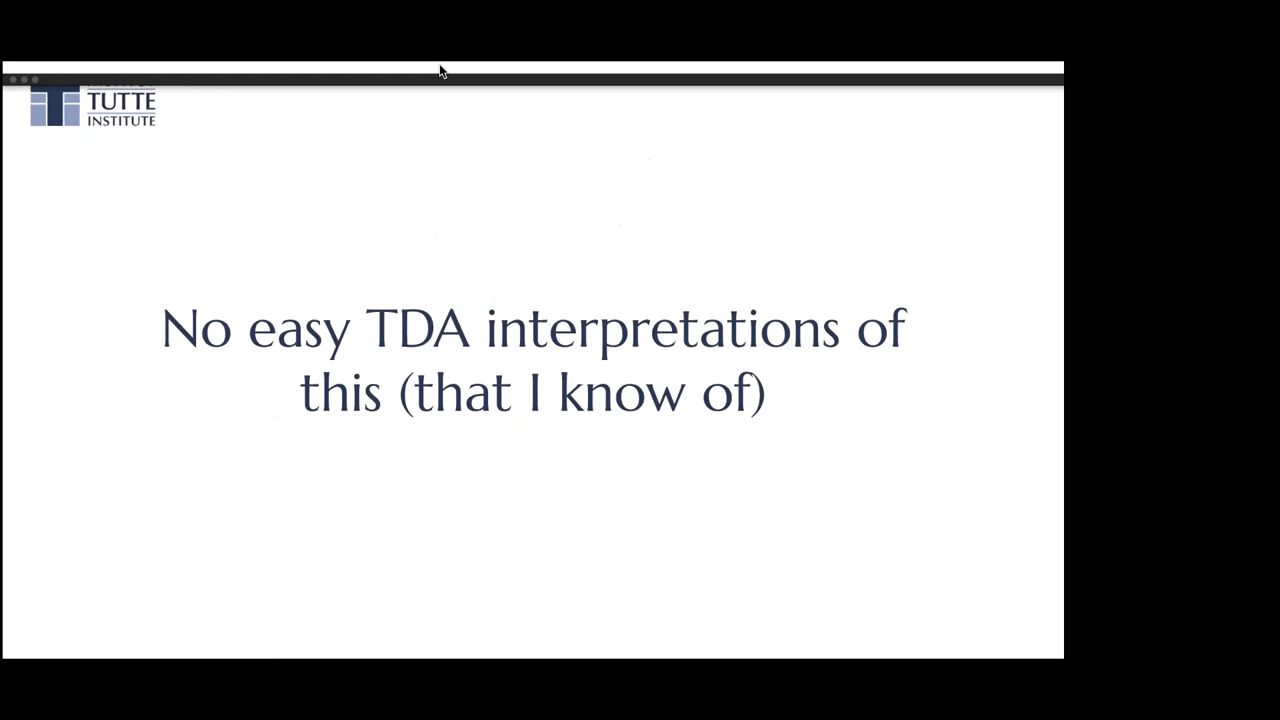 TUTTE
INSTITUTE
No easy TDA interpretations of
this (that I know of)